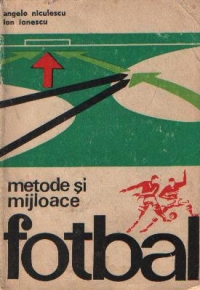 angelo niculescu
ion ionescu
metode și
mijloace
fotbal